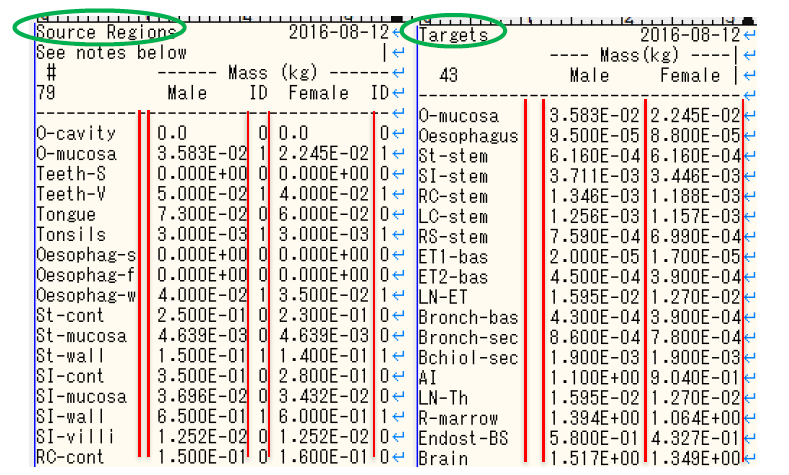 Source Regions 2016-08-12
See notes below |
# ------ Mass (kg) ------
79 Male ID Female ID
O-cavity 0.0 0 0.0 0
O-mucosa 3.583E-02 1 2.245E-02 1
Teeth-S 0.000E+00 0 0.000E+00 0
Teeth-V 5.000E-02 1 4.000E-02 1
Tongue 7.300E-02 0 6.000E-02 0
Tonsils 3.000E-03 1 3.000E-03 1
Oesophag-s 0.000E+00 0 0.000E+00 0
Oesophag-f 0.000E+00 0 0.000E+00 0
Oesophag-w 4.000E-02 1 3.500E-02 1
St-cont 2.500E-01 0 2.300E-01 0
St-mucosa 4.639E-03 0 4.639E-03 0
St-wall 1.500E-01 1 1.400E-01 1
SI-cont 3.500E-01 0 2.800E-01 0
SI-mucosa 3.696E-02 0 3.432E-02 0
SI-wall 6.500E-01 1 6.000E-01 1
SI-villi 1.252E-02 0 1.252E-02 0
RC-cont 1.500E-01 0 1.600E-01 0
Targets 2016-08-12
---- Mass(kg) ----|
43 Male Female |
O-mucosa 3.583E-02 2.245E-02
Oesophagus 9.500E-05 8.800E-05
St-stem 6.160E-04 6.160E-04
SI-stem 3.711E-03 3.446E-03
RC-stem 1.346E-03 1.188E-03
LC-stem 1.256E-03 1.157E-03
RS-stem 7.590E-04 6.990E-04
ET1-bas 2.000E-05 1.700E-05
ET2-bas 4.500E-04 3.900E-04
LN-ET 1.595E-02 1.270E-02
Bronch-bas 4.300E-04 3.900E-04
Bronch-sec 8.600E-04 7.800E-04
Bchiol-sec 1.900E-03 1.900E-03
AI 1.100E+00 9.040E-01
LN-Th 1.595E-02 1.270E-02
R-marrow 1.394E+00 1.064E+00
Endost-BS 5.800E-01 4.327E-01
Brain 1.517E+00 1.349E+00